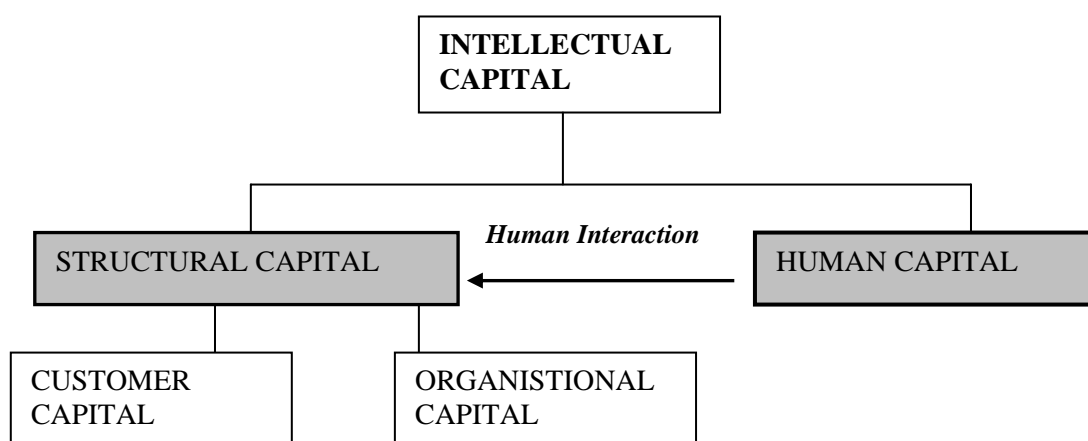 INTELLECTUAL
CAPITAL
Human Interaction
STRUCTURAL CAPITAL
HUMAN CAPITAL
CUSTOMER
CAPITAL
ORGANISTIONAL
CAPITAL